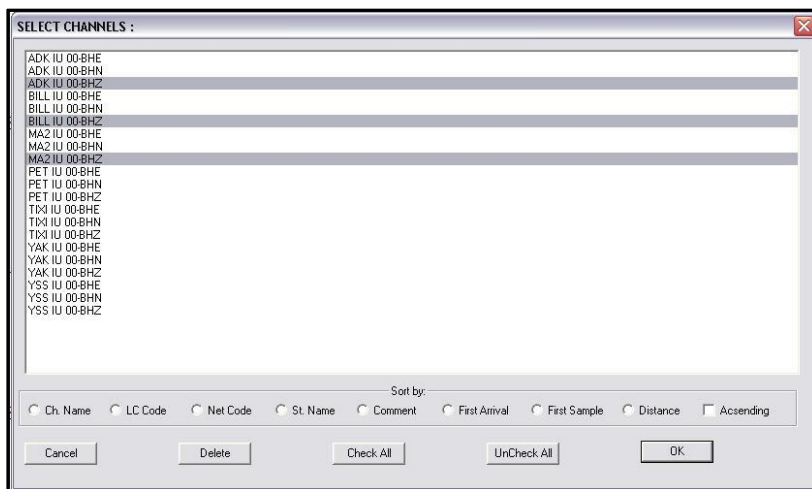 SELECT CHANNELS :
ADK IU 00-BHE
ADK IU 00-BHN
ADK IU 00-BHZ
BILL IU 00-BHE
BILL IU 00-BHN
BILL IU 00-BHZ
MA2 IU 00-BHE
MA2 IU 00-BHN
MA2 IU 00-BHZ
PET IU 00-BHE
PET IU 00-BHN
PET IU 00-BHZ
TIXI IU 00-BHE
TIXI IU 00-BHN
TIXI IU 00-BHZ
YAK IU 00-BHE
YAK IU 00-BHN
YAK IU 00-BHZ
YSS IU 00-BHE
YSS IU 00-BHN
YSS IU 00-BHZ
Sort by:
Ch. Name LC Code Net Code St. Name Comment First Arrival First Sample Distance Acsending
Cancel Delete Check All UnCheck All OK